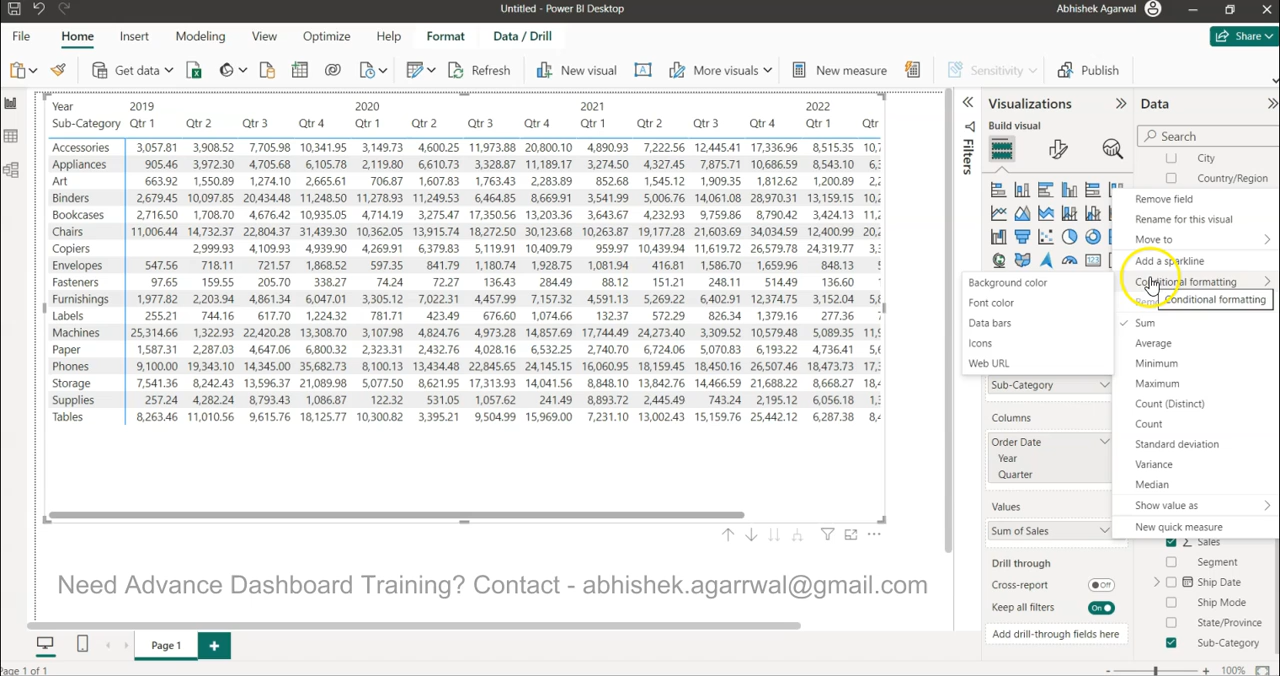 Untitled - Power BI Desktop
Abhishek Agarwal
File Home Insert Modeling View Optimize Help Format Data / Drill
Share
Get data Refresh New visual More visuals New measure Sensitivity Publish
Year 2019 2020 2021 2022
Sub-Category Qtr 1 Qtr 2 Qtr 3 Qtr 4 Qtr 1 Qtr 2 Qtr 3 Qtr 4 Qtr 1 Qtr 2 Qtr 3 Qtr 4 Qtr 1 Qtr
Accessories 3,057.81 3,908.52 7,705.18 10,341.95 3,149.73 4,600.25 11,973.88 20,800.10 4,890.93 7,222.56 12,445.41 17,336.96 8,515.35 10,
Appliances 905.46 3,972.30 4,709.63 6,105.78 2,119.80 6,610.73 3,328.87 11,189.17 3,274.50 4,327.45 7,875.71 10,686.59 8,543.10
Art 663.92 1,550.89 1,274.10 2,665.61 706.87 1,607.83 1,763.43 2,283.89 852.68 1,545.12 1,909.35 1,812.62 1,200.89
Binders 2,679.45 10,097.85 20,434.48 11,248.50 11,278.93 11,249.53 6,464.85 8,669.91 3,541.99 5,006.76 14,061.08 28,970.31 13,159.15
Bookcases 2,716.50 1,708.70 4,676.42 10,935.05 4,714.19 3,275.47 17,350.56 13,203.36 3,643.67 4,232.93 9,759.86 8,790.42 3,424.13
Chairs 11,006.44 14,732.37 22,804.37 31,439.30 10,362.05 13,915.74 18,272.50 30,123.68 10,263.87 19,177.28 21,603.69 34,034.59 12,400.99
Copiers 2,999.93 4,109.93 4,939.92 4,269.91 6,379.83 5,119.91 10,409.79 959.97 10,439.94 11,619.72 26,579.78 24,319.77
Envelopes 547.56 718.11 721.57 1,868.52 597.35 841.79 1,180.74 1,928.75 1,081.94 416.81 1,586.70 1,659.96 848.13
Fasteners 97.65 159.55 205.70 338.27 74.24 72.27 136.43 284.49 148.22 260.11 308.91 514.49 136.60
Furnishings 1,977.82 2,203.94 4,861.34 6,047.01 3,305.12 7,022.31 4,457.99 7,157.32 4,591.13 5,269.22 6,402.91 12,374.75 3,152.04
Labels 255.21 744.16 617.70 1,224.32 318.79 421.18 628.30 1,074.66 132.37 572.29 826.34 1,379.16 277.36
Machines 25,314.66 1,322.93 22,420.28 13,308.70 3,107.98 4,824.72 4,973.28 14,857.69 17,744.49 24,273.40 3,308.51 10,579.48 5,089.35
Paper 1,587.31 2,287.03 4,647.06 6,800.32 2,323.31 2,432.76 4,028.16 6,532.25 2,740.70 6,724.06 5,070.83 6,193.22 4,736.41
Phones 9,100.00 19,343.10 14,345.00 35,682.73 8,100.13 13,434.48 22,845.65 24,145.15 16,060.95 18,159.45 18,450.16 26,507.46 18,473.73
Storage 7,541.36 8,242.43 13,596.37 21,089.98 5,077.50 8,621.95 17,313.93 14,041.56 8,848.10 13,842.76 14,466.59 21,688.22 8,668.27
Supplies 257.24 4,282.24 8,793.43 1,086.87 122.32 531.05 1,057.62 241.49 8,893.72 2,445.49 743.24 2,195.12 6,056.18
Tables 8,263.46 11,010.56 9,615.76 18,125.77 10,300.82 3,395.21 9,504.99 15,969.00 7,231.10 13,002.43 15,159.76 25,442.12 6,287.38
Filters
Visualizations
Build visual
Data
Search
City
Country/Region
Remove field
Rename for this visual
Move to
Add a sparkline
Conditional formatting
Conditional formatting
Sum
Average
Minimum
Maximum
Count (Distinct)
Count
Standard deviation
Variance
Median
Show value as
New quick measure
Background color
Font color
Data bars
Icons
Web URL
Sub-Category
Columns
Order Date
Year
Quarter
Values
Sum of Sales
Drill through
Cross-report Off
Keep all filters On
Add drill-through fields here
Sales
Segment
Ship Date
Ship Mode
State/Province
Sub-Category
Need Advance Dashboard Training? Contact - abhishek.agarrwal@gmail.com
Page 1
Page 1 of 1
100%